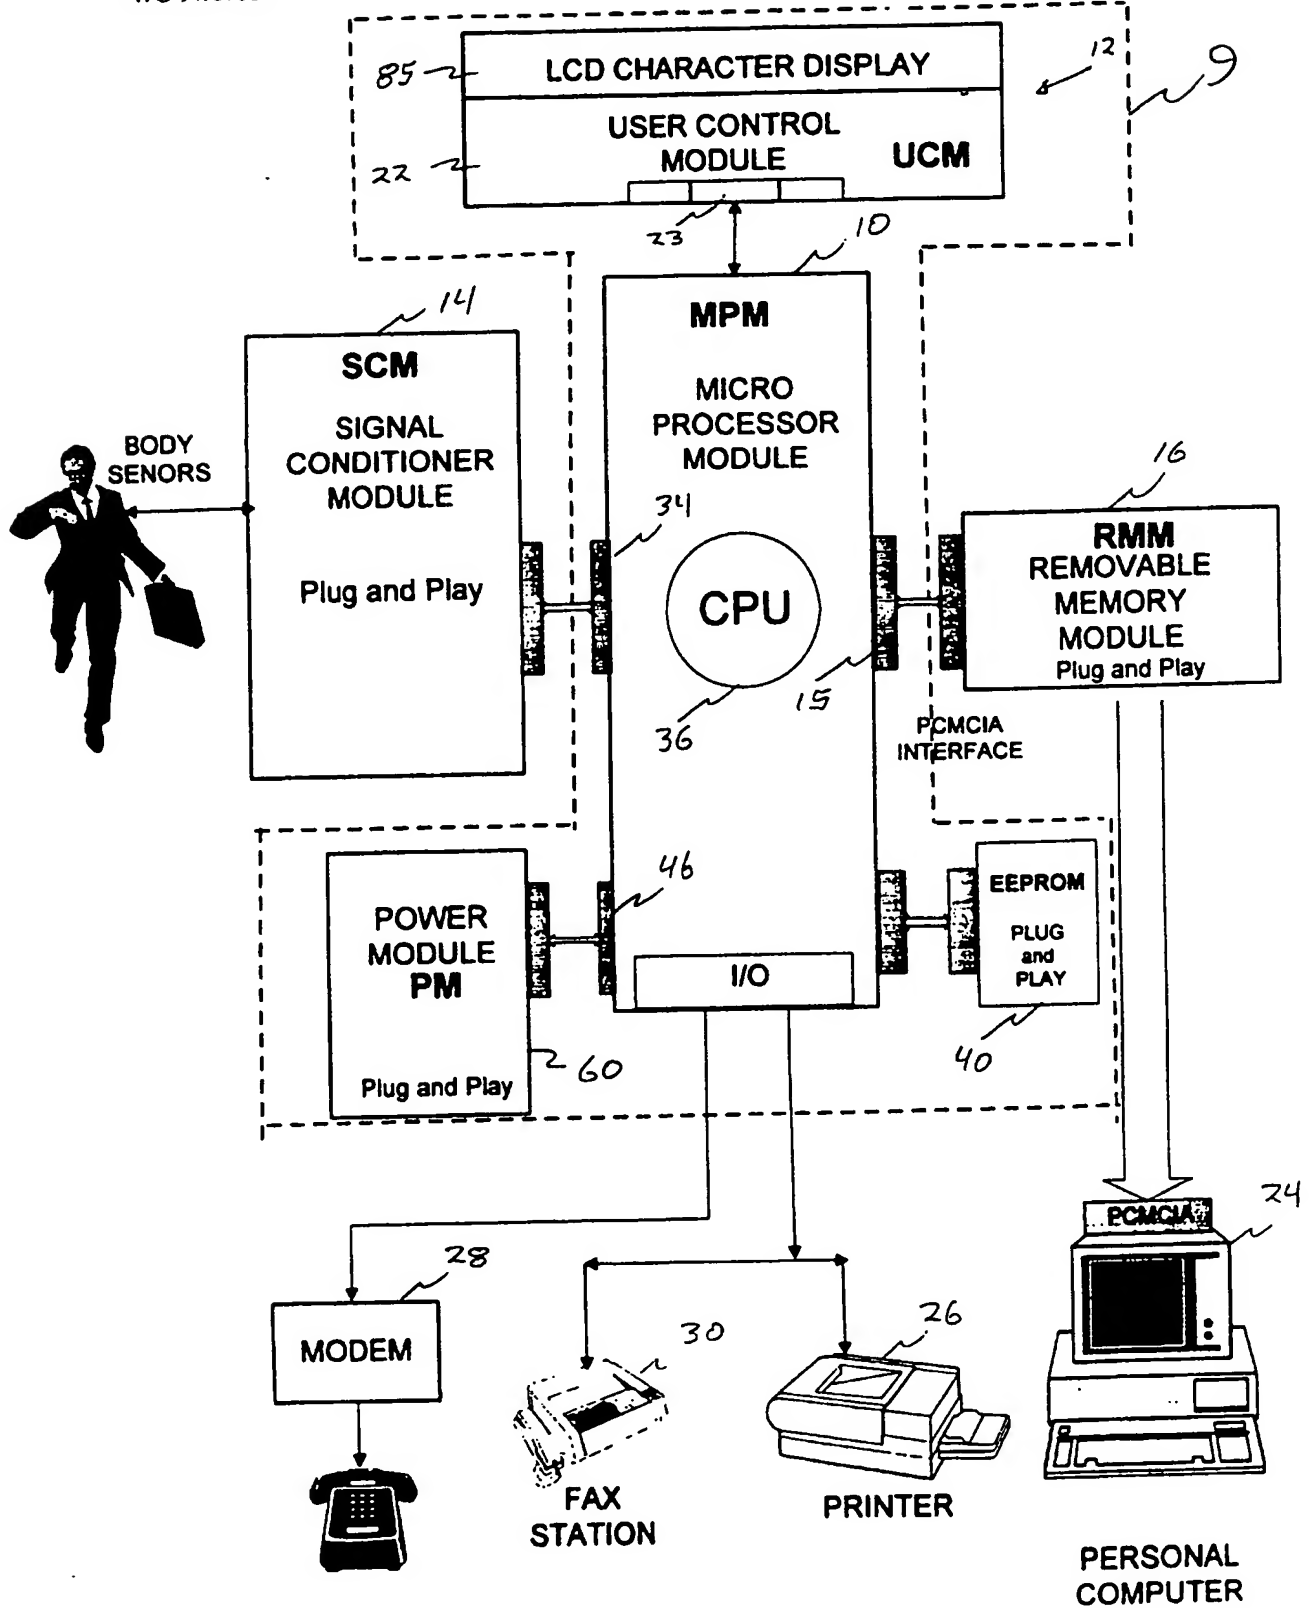 LCD CHARACTER DISPLAY
85
12
9
USER CONTROL
MODULE
UCM
22
23
10
14
MPM
SCM
MICRO
PROCESSOR
MODULE
SIGNAL
CONDITIONER
MODULE
BODY
SENORS
34
16
RMM
REMOVABLE
MEMORY
MODULE
Plug and Play
Plug and Play
CPU
15
36
PCMCIA
INTERFACE
46
EEPROM
PLUG
and
PLAY
POWER
MODULE
PM
I/O
40
60
Plug and Play
24
PCMCIA
28
MODEM
30
26
FAX
STATION
PRINTER
PERSONAL
COMPUTER